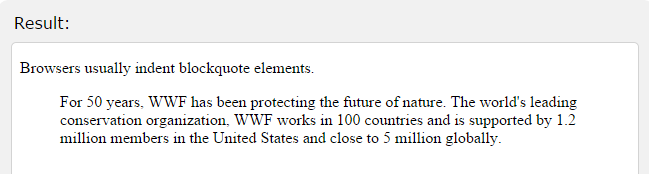 Result:
Browsers usually indent blockquote elements.
For 50 years, WWF has been protecting the future of nature. The world's leading
conservation organization, WWF works in 100 countries and is supported by 1.2
million members in the United States and close to 5 million globally.